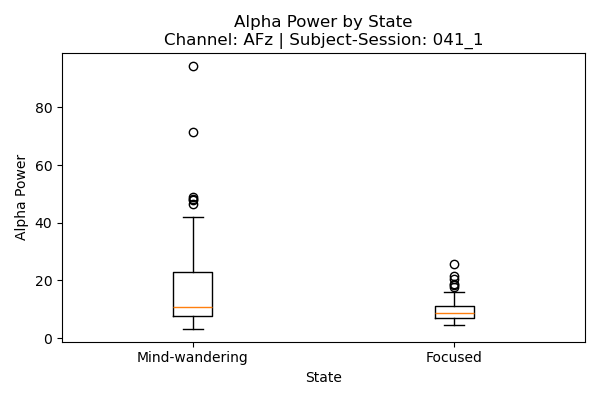 Alpha Power by State
Channel: AFz | Subject-Session: 041_1
80
60
40
20
0
Alpha Power
Mind-wandering
Focused
State